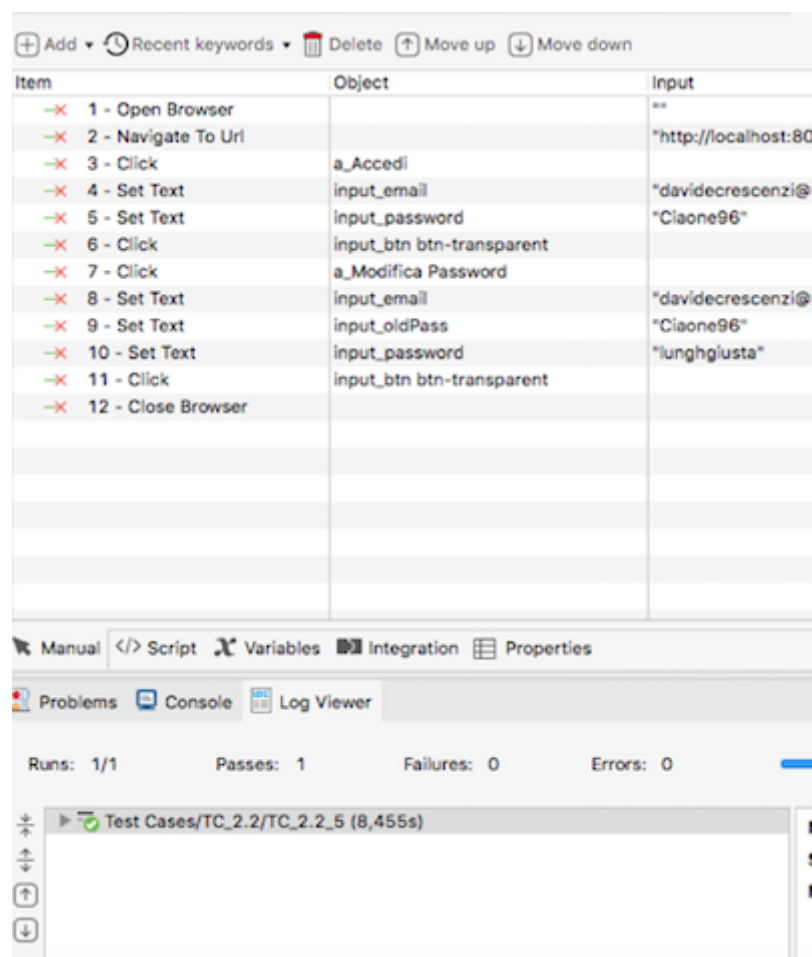 Add Recent keywords Delete Move up Move down
Item Object Input
1 - Open Browser ""
2 - Navigate To Url "http://localhost:80
3 - Click a_Accedi
4 - Set Text input_email "davidecrescenzi@
5 - Set Text input_password "Ciaone96"
6 - Click input_btn btn-transparent
7 - Click a_Modifica Password
8 - Set Text input_email "davidecrescenzi@
9 - Set Text input_oldPass "Ciaone96"
10 - Set Text input_password "lunghgiusta"
11 - Click input_btn btn-transparent
12 - Close Browser
Manual </> Script Variables Integration Properties
Problems Console Log Viewer
Runs: 1/1 Passes: 1 Failures: 0 Errors: 0
Test Cases/TC_2.2/TC_2.2_5 (8,455s)